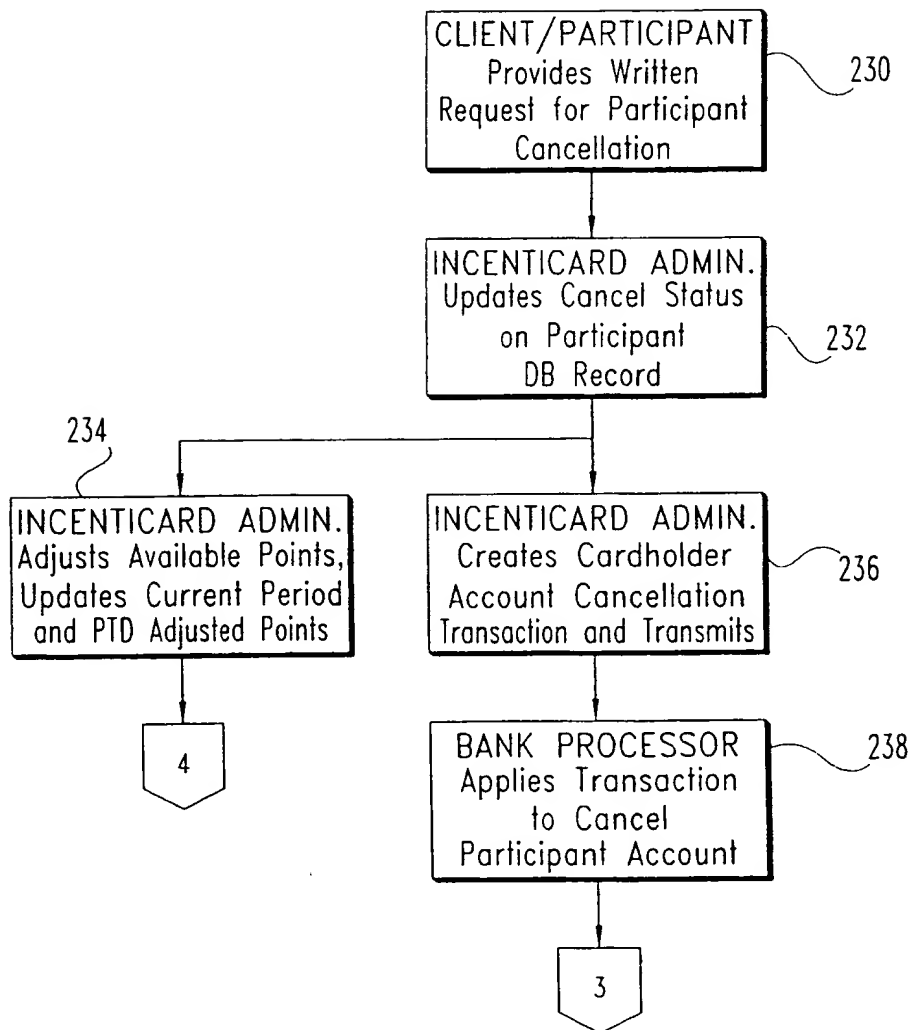 CLIENT/PARTICIPANT
Provides Written
Request for Participant
Cancellation
230
INCENTICARD ADMIN.
Updates Cancel Status
on Participant
DB Record
232
234
INCENTICARD ADMIN.
Adjusts Available Points,
Updates Current Period
and PTD Adjusted Points
INCENTICARD ADMIN.
Creates Cardholder
Account Cancellation
Transaction and Transmits
236
4
BANK PROCESSOR
Applies Transaction
to Cancel
Participant Account
238
3